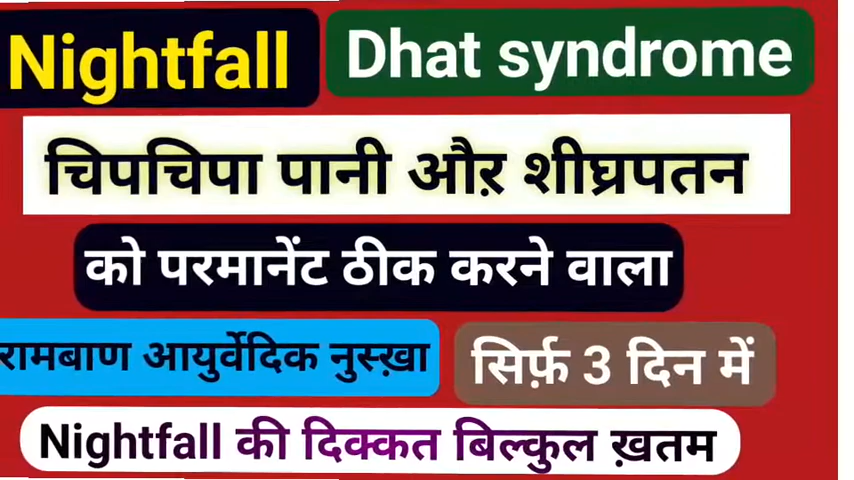 Nightfall Dhat syndrome
चिपचिपा पानी और शीघ्रपतन
को परमानेंट ठीक करने वाला
रामबाण आयुर्वेदिक नुस्ख़ा सिर्फ़ 3 दिन में
Nightfall की दिक्कत बिल्कुल ख़तम